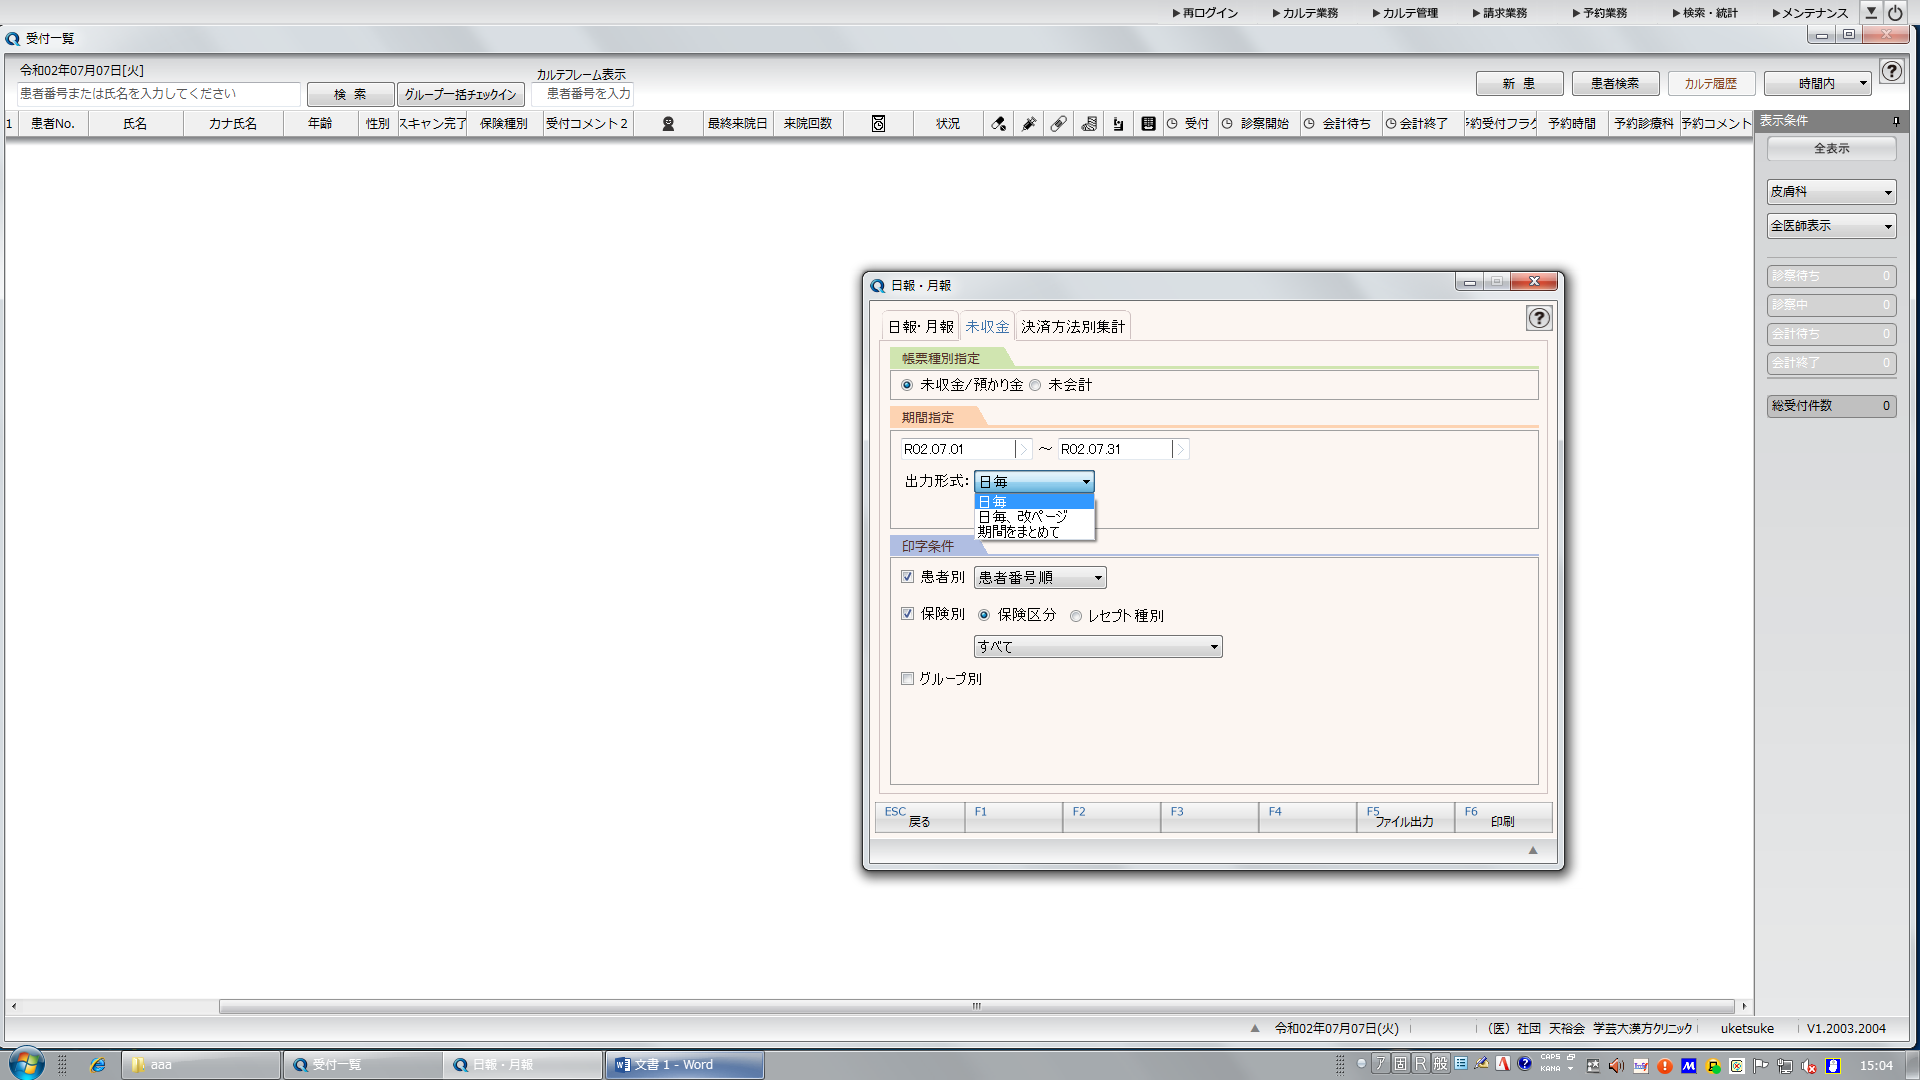 ▶再ログイン ▶カルテ業務 ▶カルテ管理 ▶請求業務 ▶予約業務 ▶検索・統計 ▶メンテナンス
受付一覧
令和02年07月07日[火]
カルテフレーム表示
患者番号または氏名を入力してください 検 索 グループ一括チェックイン 患者番号を入力 新 患 患者検索 カルテ履歴 時間内
1 患者No. 氏名 カナ氏名 年齢 性別 スキャン完了 保険種別 受付コメント2 最終来院日 来院回数 状況 受付 診察開始 会計待ち 会計終了 予約受付フラグ 予約時間 予約診療科 予約コメント
表示条件
全表示
皮膚科
全医師表示
診察待ち 0
診察中 0
会計待ち 0
会計終了 0
総受付件数 0
日報・月報
日報・月報 未収金 決済方法別集計
帳票種別指定
未収金/預かり金 未会計
期間指定
R02.07.01 ～ R02.07.31
出力形式: 日毎
日毎
日毎、改ページ
期間をまとめて
印字条件
患者別 患者番号順
保険別 保険区分 レセプト種別
すべて
グループ別
ESC 戻る F1 F2 F3 F4 F5 ファイル出力 F6 印刷
令和02年07月07日(火) （医）社団 天裕会 学芸大漢方クリニック uketsuke V1.2003.2004
aaa 受付一覧 日報・月報 文書 1 - Word ア 固 R 般 CAPS KANA 15:04